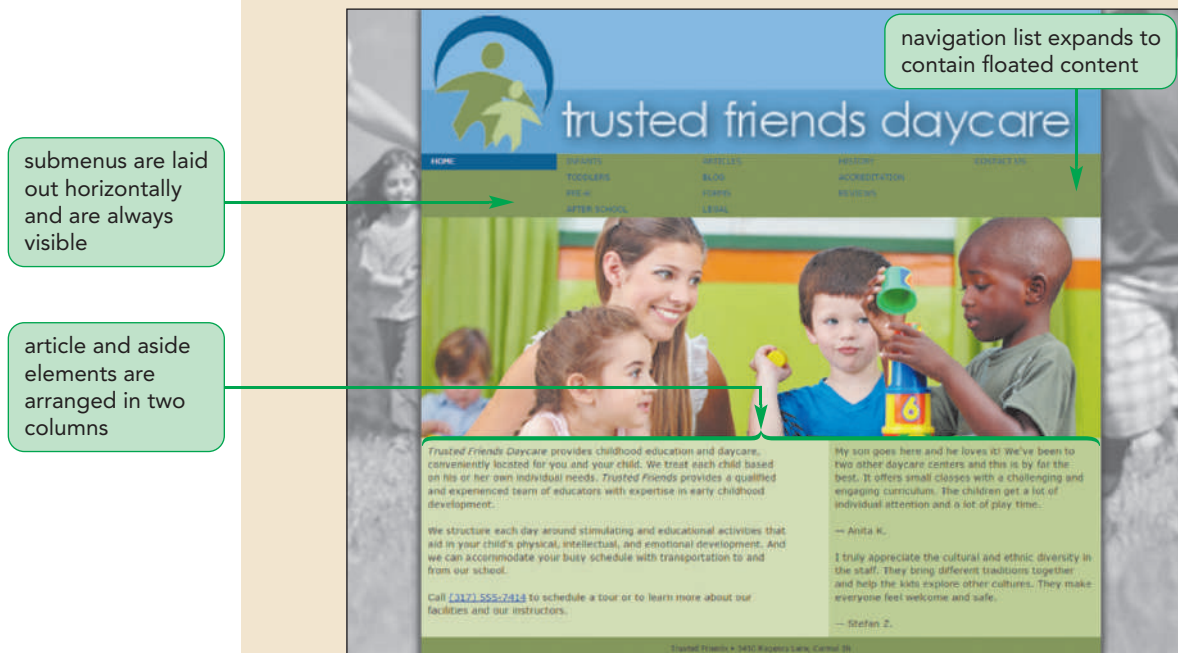 navigation list expands to
contain floated content
trusted friends daycare
submenus are laid
out horizontally
and are always
visible
HOME INFANTS ARTICLES HISTORY CONTACT US
TODDLERS BLOG ACCREDITATION
PRE-K FORMS REVIEWS
AFTER SCHOOL LEGAL
article and aside
elements are
arranged in two
columns
Trusted Friends Daycare provides childhood education and daycare,
conveniently located for you and your child. We treat each child based
on his or her own individual needs. Trusted Friends provides a qualified
and experienced team of educators with expertise in early childhood
development.
We structure each day around stimulating and educational activities that
aid in your child's physical, intellectual, and emotional development. And
we can accommodate your busy schedule with transportation to and
from our school.
Call (317) 555-7414 to schedule a tour or to learn more about our
facilities and our instructors.
My son goes here and he loves it! We've been to
two other daycare centers and this is by far the
best. It offers small classes with a challenging and
engaging curriculum. The children get a lot of
individual attention and a lot of play time.
— Anita K.
I truly appreciate the cultural and ethnic diversity in
the staff. They bring different traditions together
and help the kids explore other cultures. They make
everyone feel welcome and safe.
— Stefan Z.
6
Trusted Friends • 3450 Regency Lane, Carmel IN